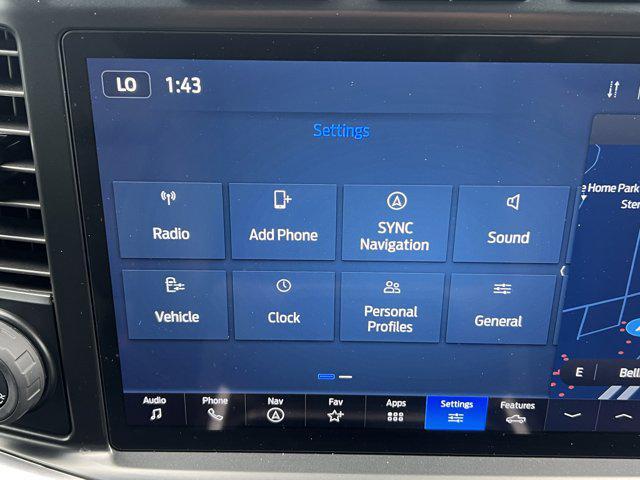 LO 1:43
Settings
Radio
Add Phone
SYNC
Navigation
Sound
Vehicle
Clock
Personal
Profiles
General
Home Park
E
Audio
Phone
Nav
Fav
Apps
Settings
Features